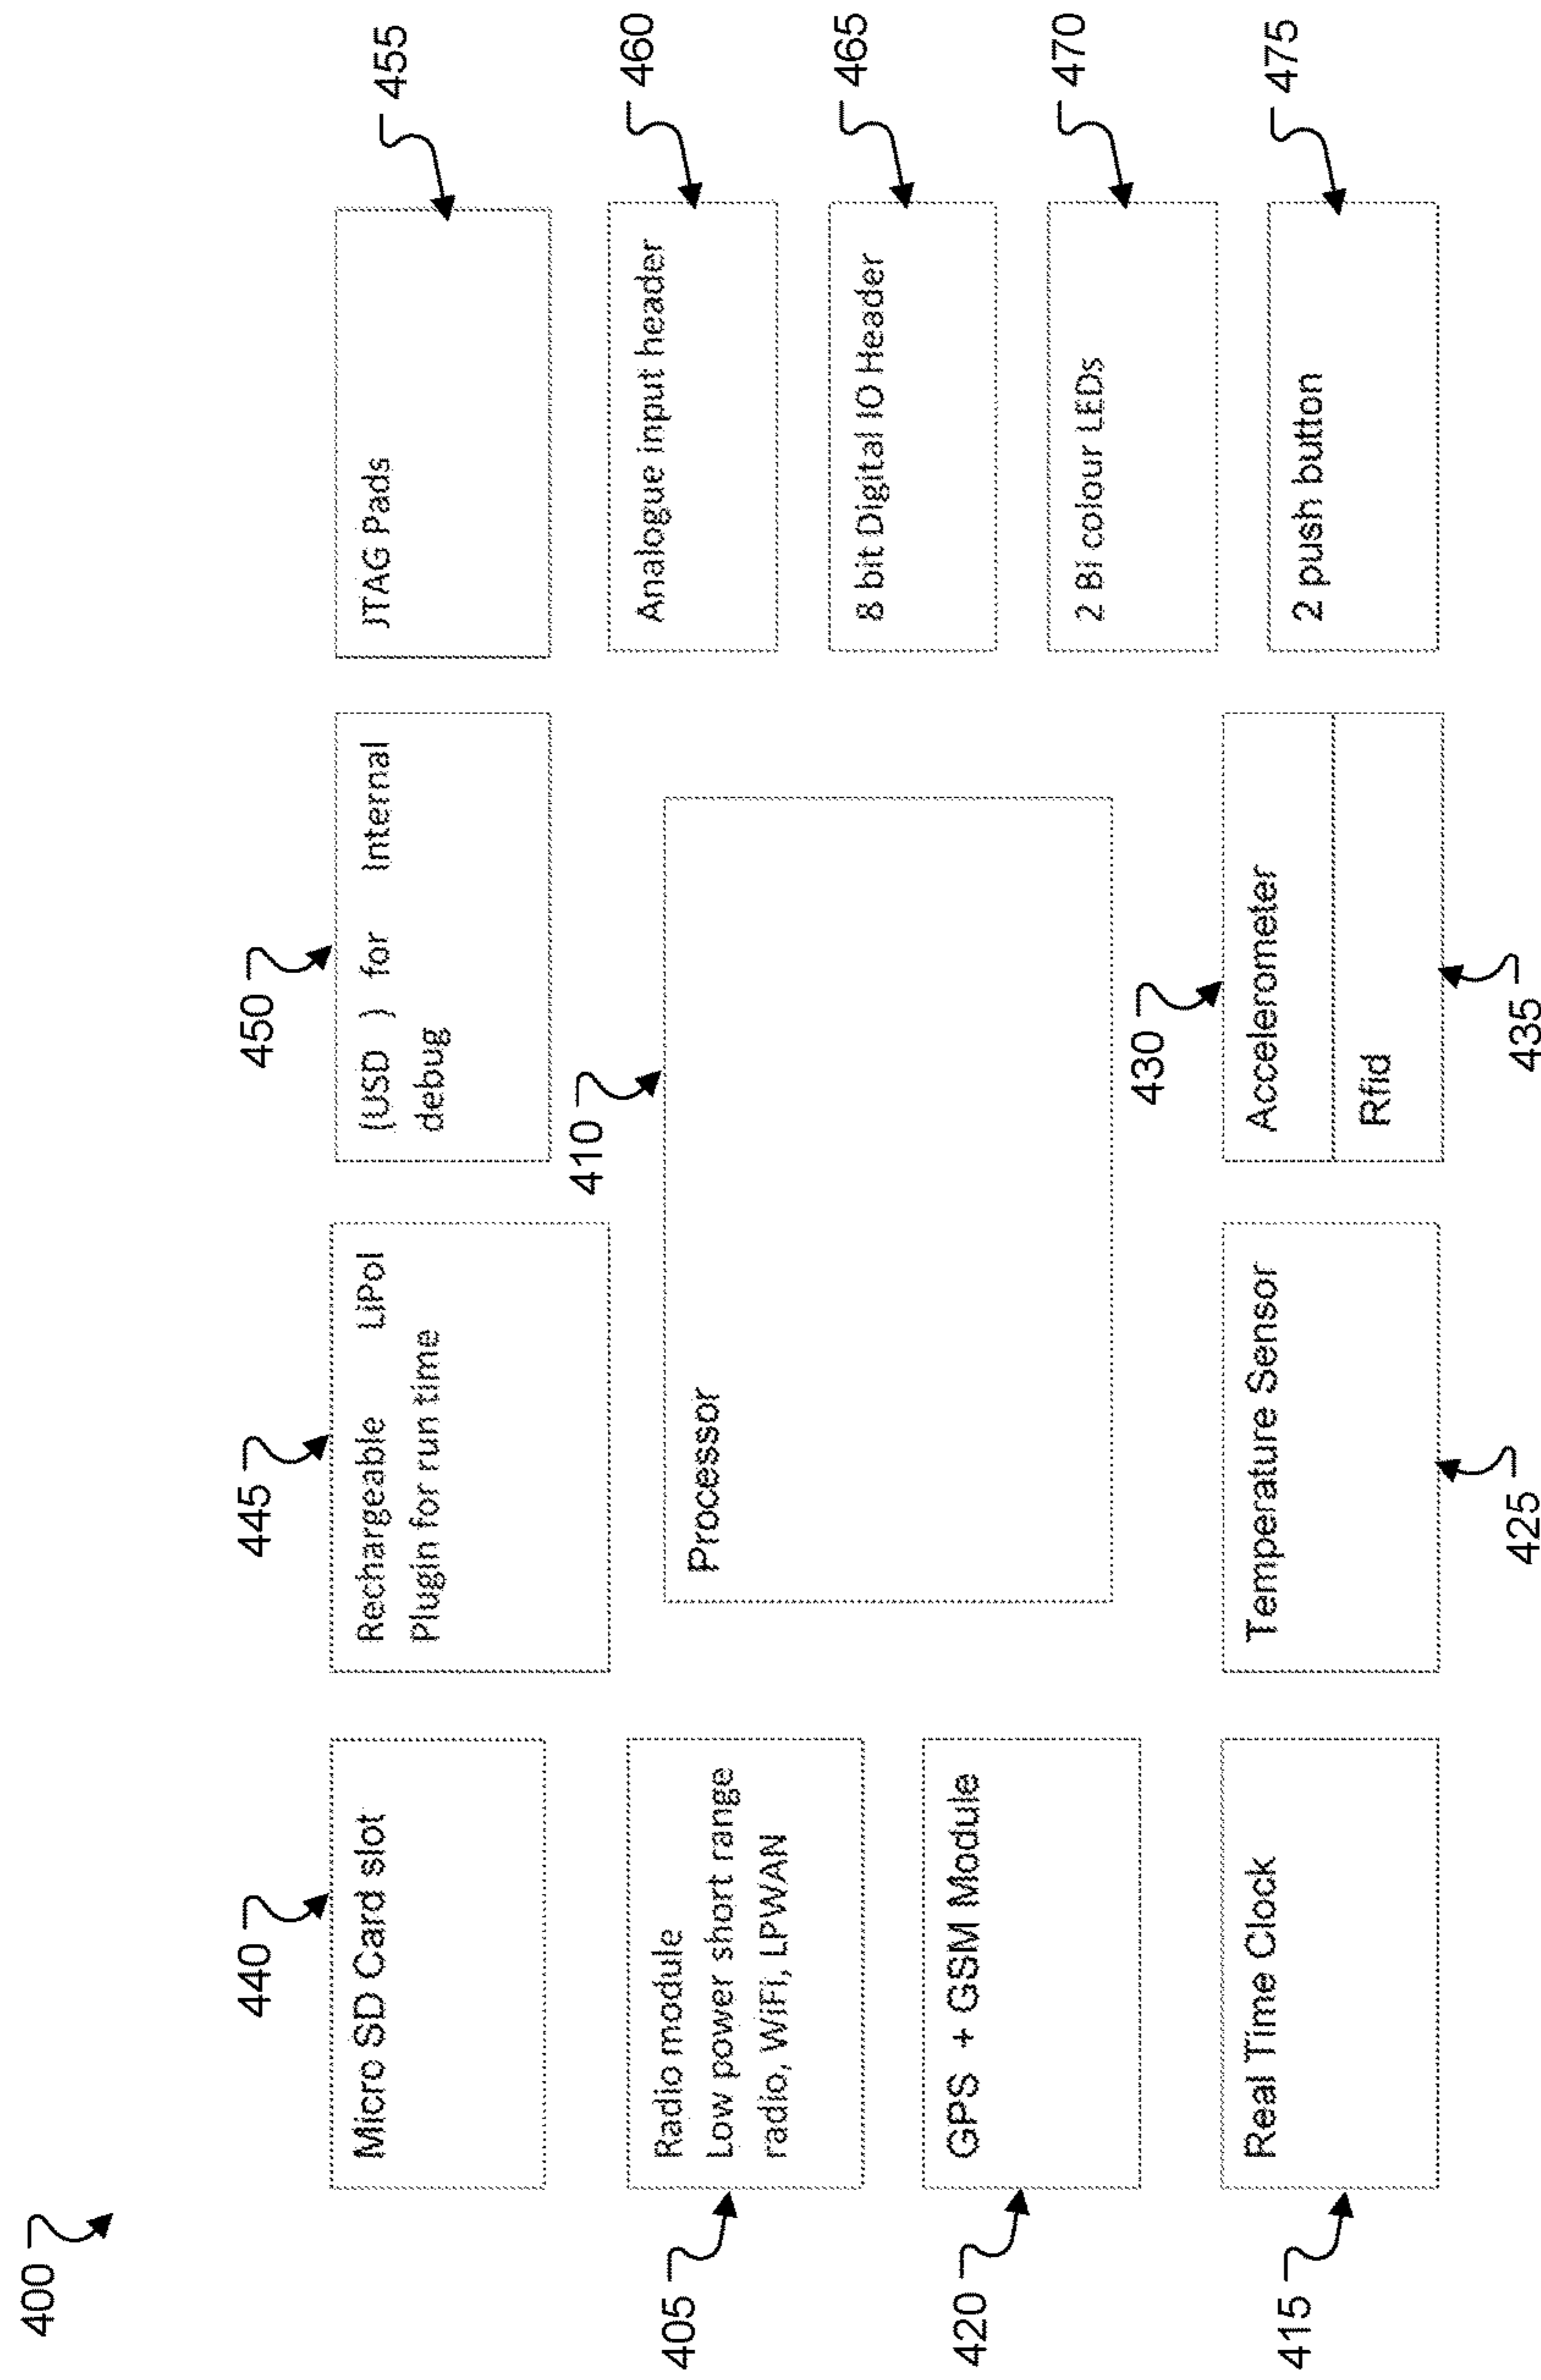 400
440
Micro SD Card slot
445
Rechargeable LiPol
Plugin for run time
450
(USD ) for Internal
debug
JTAG Pads
455
405
Radio module
Low power short range
radio, WiFi, LPWAN
410
Processor
Analogue input header
460
8 bit Digital IO Header
465
420
GPS + GSM Module
2 Bi colour LEDs
470
415
Real Time Clock
Temperature Sensor
425
430
Accelerometer
Rfid
435
2 push button
475